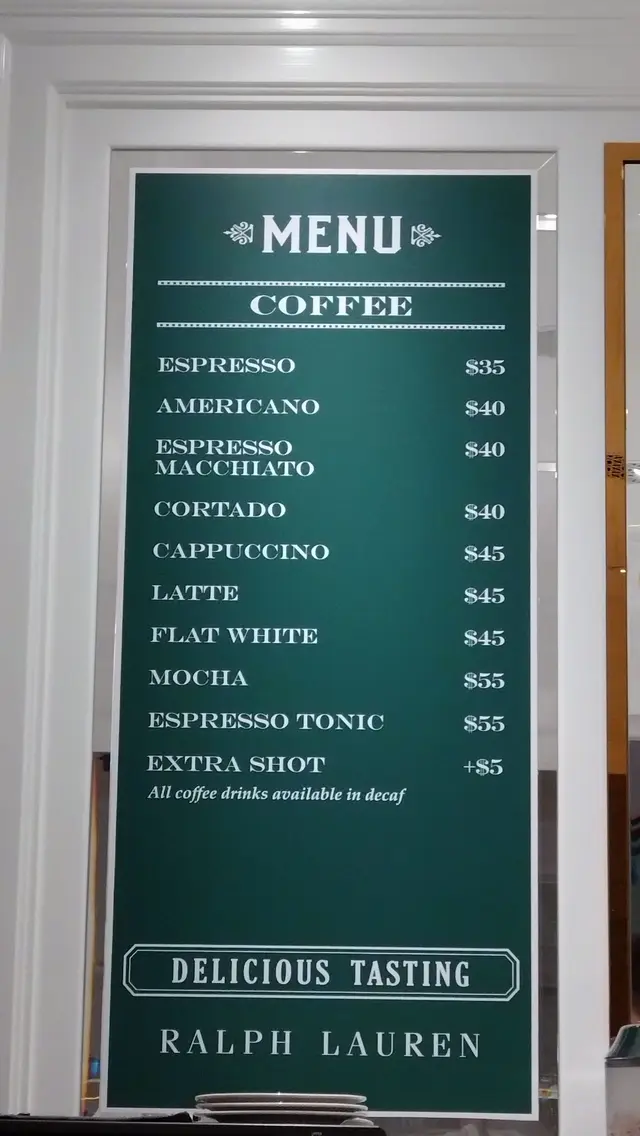 MENU
COFFEE
ESPRESSO $35
AMERICANO $40
ESPRESSO $40
MACCHIATO
CORTADO $40
CAPPUCCINO $45
LATTE $45
FLAT WHITE $45
MOCHA $55
ESPRESSO TONIC $55
EXTRA SHOT +$5
All coffee drinks available in decaf
DELICIOUS TASTING
RALPH LAUREN